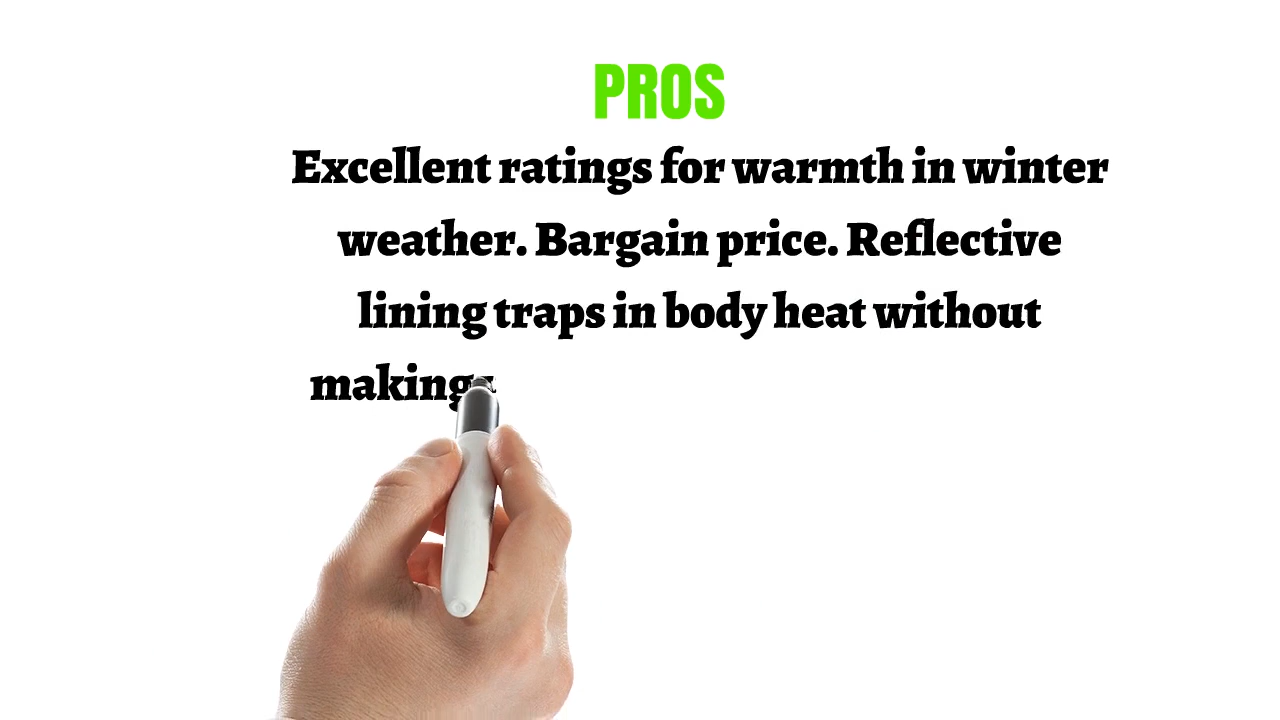 PROS
Excellent ratings for warmth in winter
weather. Bargain price. Reflective
lining traps in body heat without
making